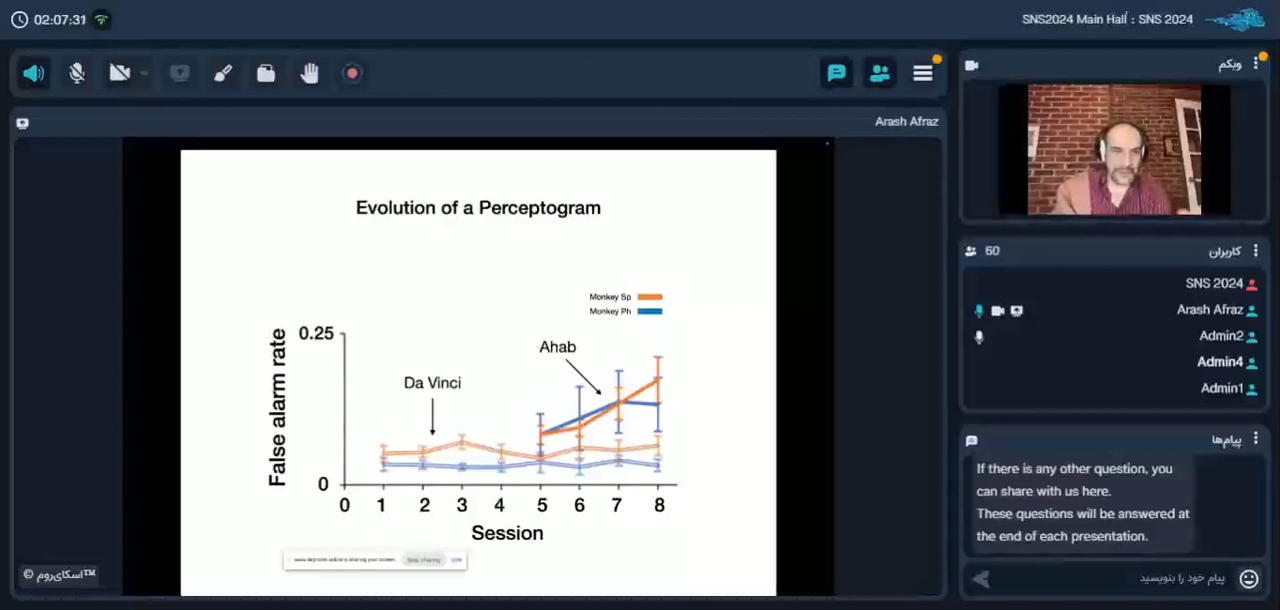 02:07:31
SNS2024 Main Hall : SNS 2024
Arash Afraz
Evolution of a Perceptogram
Monkey Sp
Monkey Ph
Ahab
Da Vinci
False alarm rate
0.25
0
0 1 2 3 4 5 6 7 8
Session
Stop sharing
اسکای‌روم™ ©
وبکم
کاربران
60
SNS 2024
Arash Afraz
Admin2
Admin4
Admin1
پیام‌ها
If there is any other question, you
can share with us here.
These questions will be answered at
the end of each presentation.
پیام خود را بنویسید